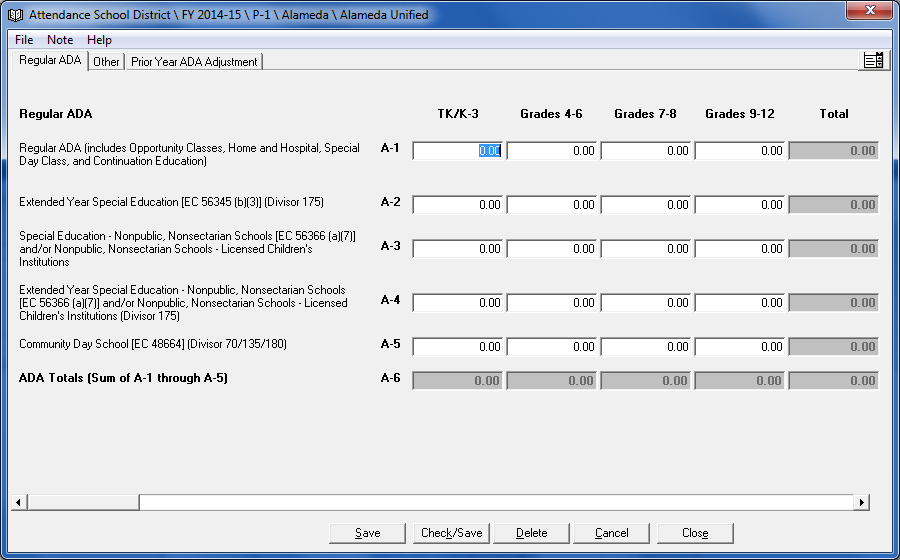 Attendance School District \ FY 2014-15 \ P-1 \ Alameda \ Alameda Unified
File Note Help
Regular ADA Other Prior Year ADA Adjustment
Regular ADA TK/K-3 Grades 4-6 Grades 7-8 Grades 9-12 Total
Regular ADA (includes Opportunity Classes, Home and Hospital, Special
Day Class, and Continuation Education) A-1 0.00 0.00 0.00 0.00 0.00
Extended Year Special Education [EC 56345 (b)(3)] (Divisor 175) A-2 0.00 0.00 0.00 0.00 0.00
Special Education - Nonpublic, Nonsectarian Schools [EC 56366 (a)(7)]
and/or Nonpublic, Nonsectarian Schools - Licensed Children's A-3 0.00 0.00 0.00 0.00 0.00
Institutions
Extended Year Special Education - Nonpublic, Nonsectarian Schools
[EC 56366 (a)(7)] and/or Nonpublic, Nonsectarian Schools - Licensed A-4 0.00 0.00 0.00 0.00 0.00
Children's Institutions (Divisor 175)
Community Day School [EC 48664] (Divisor 70/135/180) A-5 0.00 0.00 0.00 0.00 0.00
ADA Totals (Sum of A-1 through A-5) A-6 0.00 0.00 0.00 0.00 0.00
Save Check/Save Delete Cancel Close